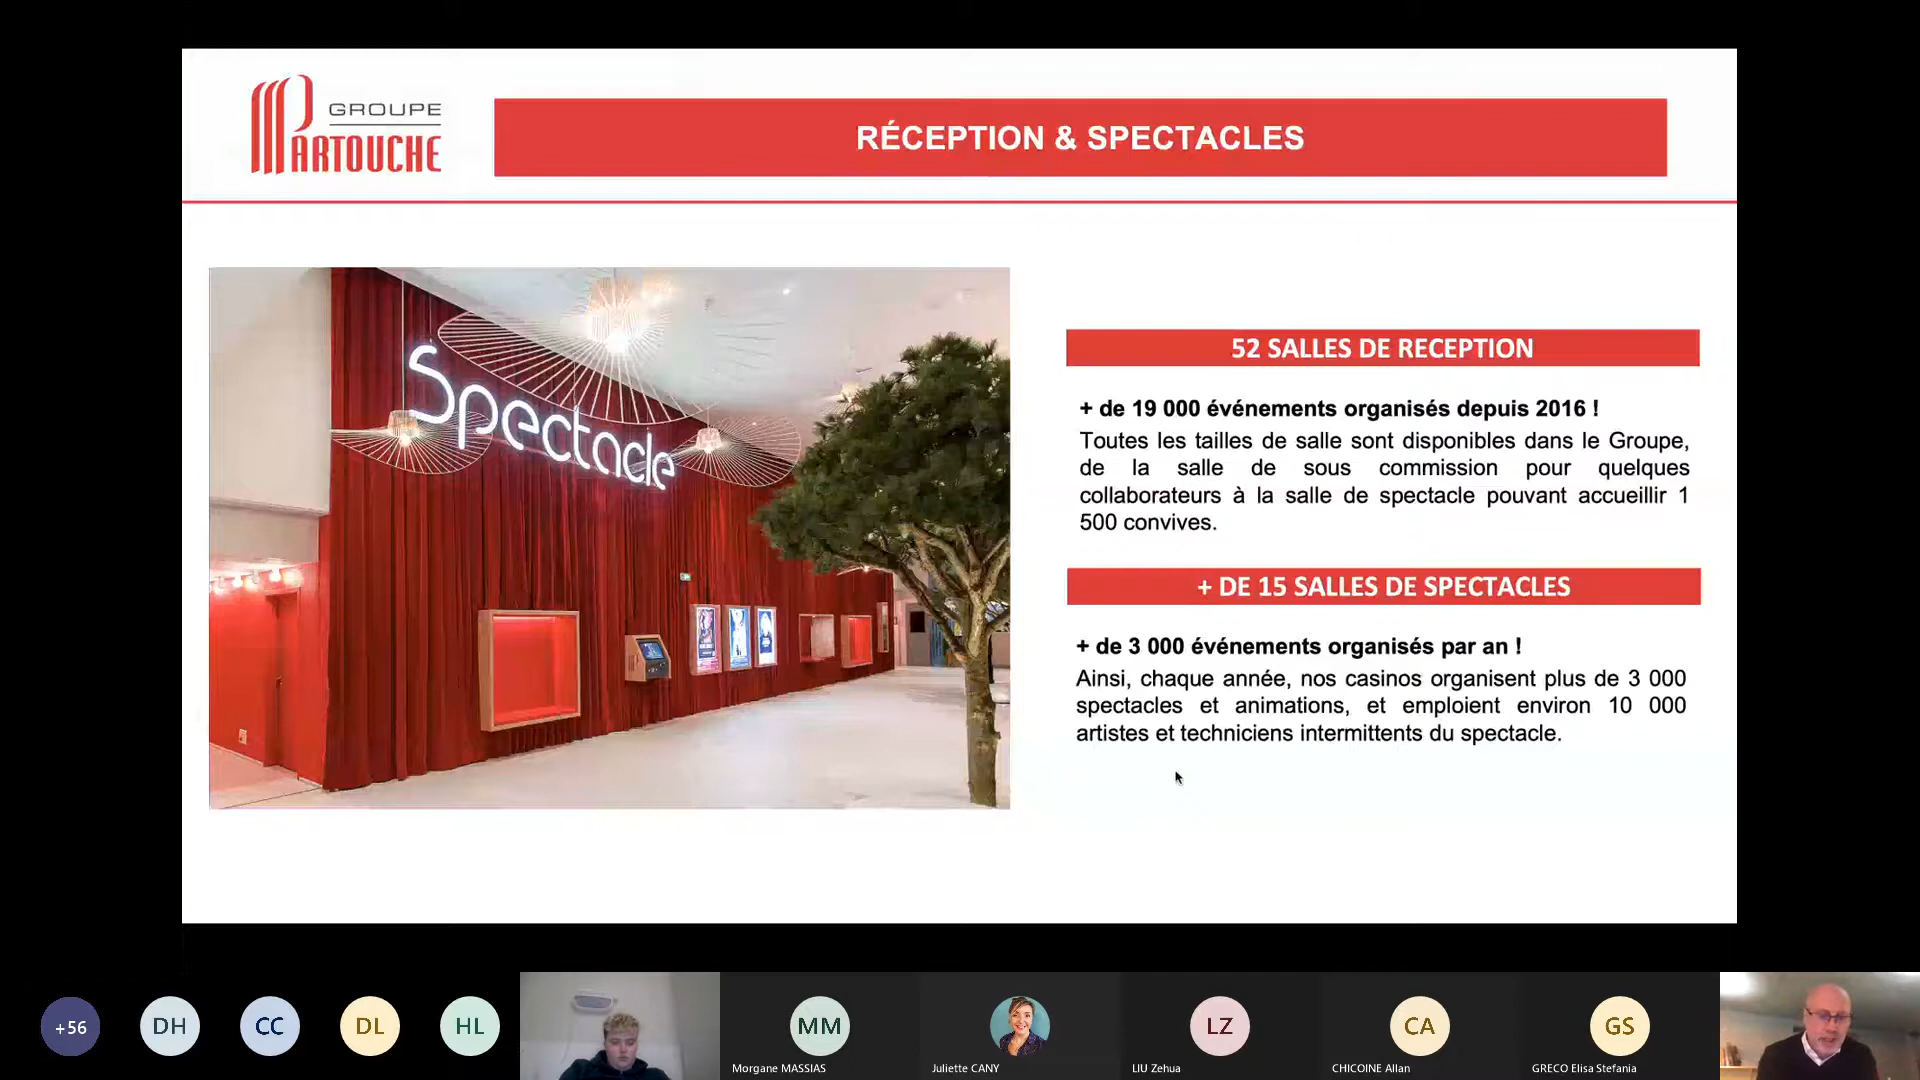 GROUPE
PARTOUCHE
RÉCEPTION & SPECTACLES
Spectacle
52 SALLES DE RECEPTION
+ de 19 000 événements organisés depuis 2016 !
Toutes les tailles de salle sont disponibles dans le Groupe,
de la salle de sous commission pour quelques
collaborateurs à la salle de spectacle pouvant accueillir 1
500 convives.
+ DE 15 SALLES DE SPECTACLES
+ de 3 000 événements organisés par an !
Ainsi, chaque année, nos casinos organisent plus de 3 000
spectacles et animations, et emploient environ 10 000
artistes et techniciens intermittents du spectacle.
+56
DH
CC
DL
HL
MM
LZ
CA
GS
Morgane MASSIAS
Juliette CANY
LIU Zehua
CHICOINE Allan
GRECO Elisa Stefania